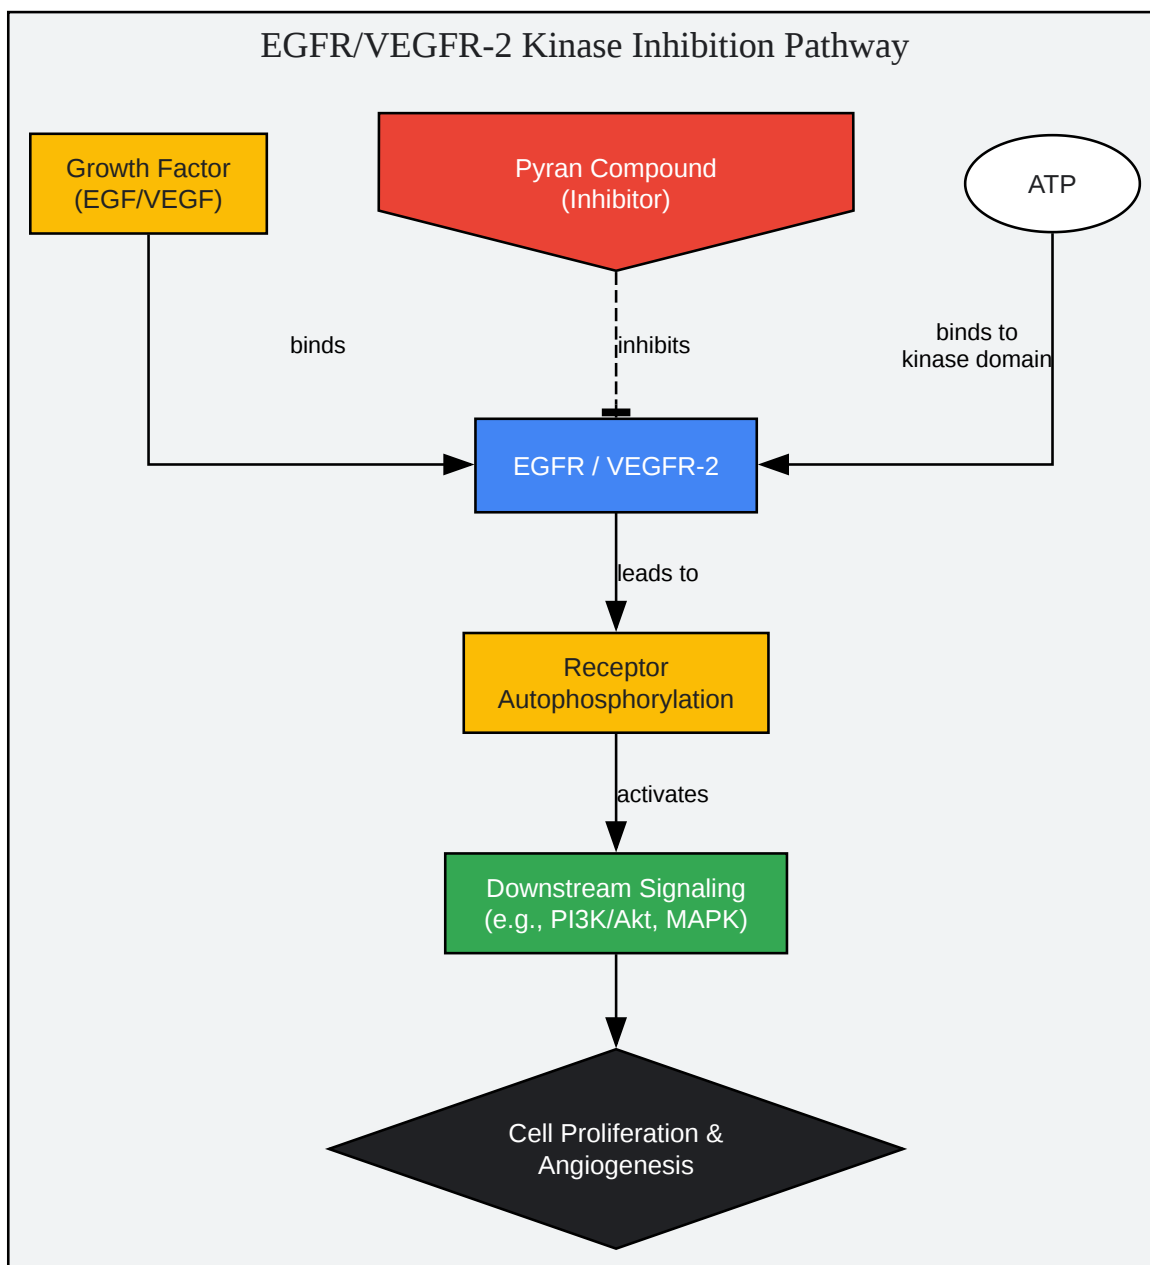 EGFR/VEGFR-2 Kinase Inhibition Pathway
Growth Factor
(EGF/VEGF)
Pyran Compound
(Inhibitor)
ATP
binds
inhibits
binds to
kinase domain
EGFR / VEGFR-2
leads to
Receptor
Autophosphorylation
activates
Downstream Signaling
(e.g., PI3K/Akt, MAPK)
Cell Proliferation &
Angiogenesis